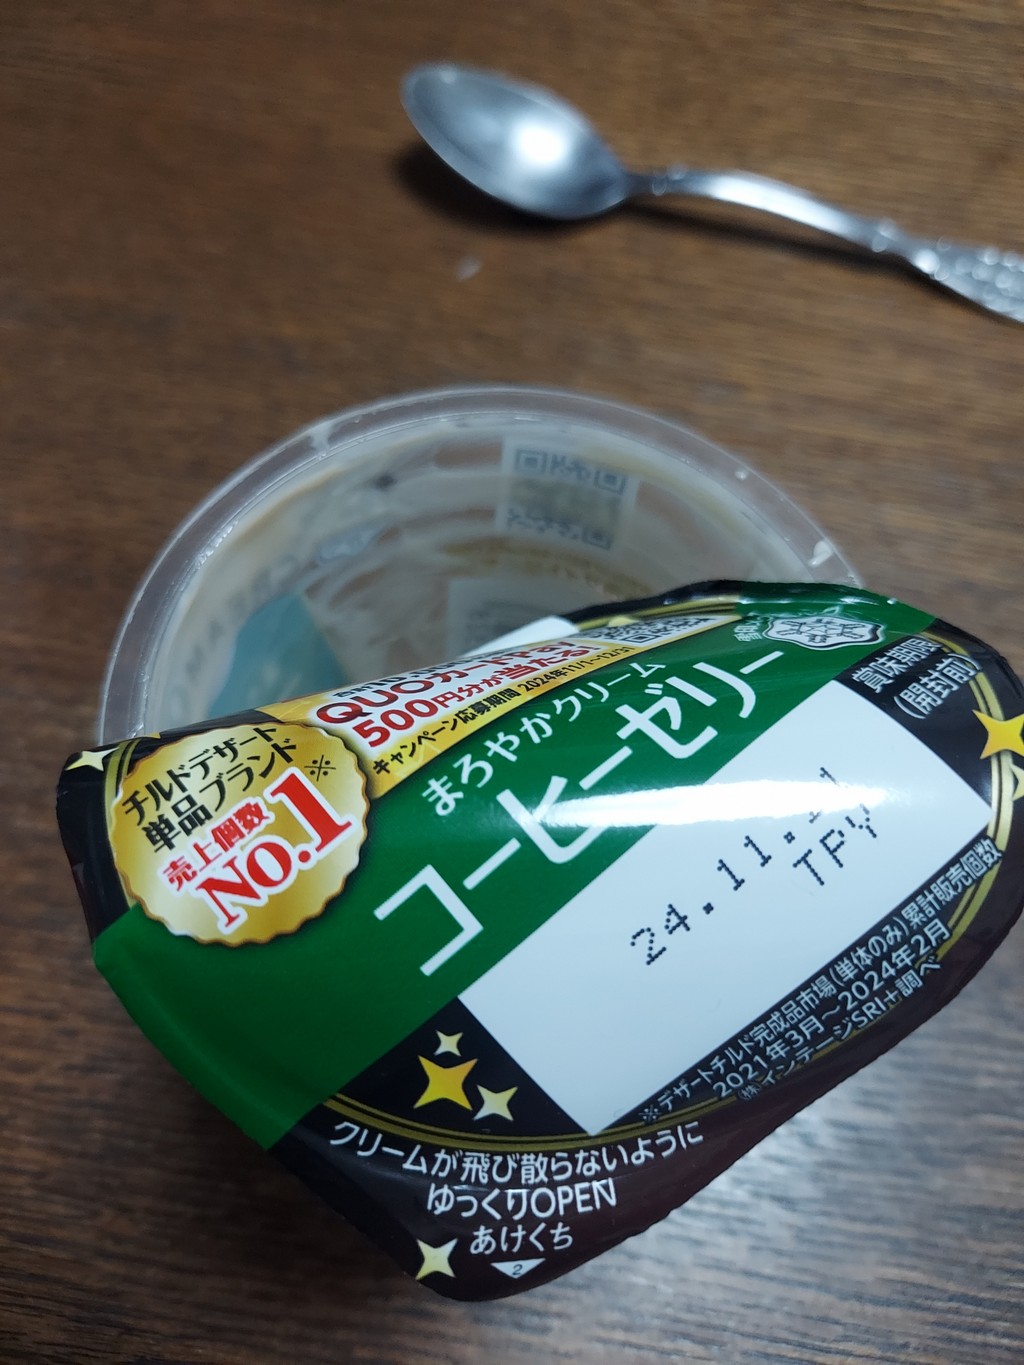 QUOカードPay
500円分が当たる!
キャンペーン応募期間 2024年11/1~12/31
チルドデザート
単品ブランド※
売上個数
No.1
まろやかクリーム
コーヒーゼリー
賞味期限
(開封前)
24.11.
TPY
※デザートチルド完成品市場(単体のみ)累計販売個数
2021年3月~2024年2月
(株)インテージSRI+調べ
クリームが飛び散らないように
ゆっくりOPEN
あけくち
2